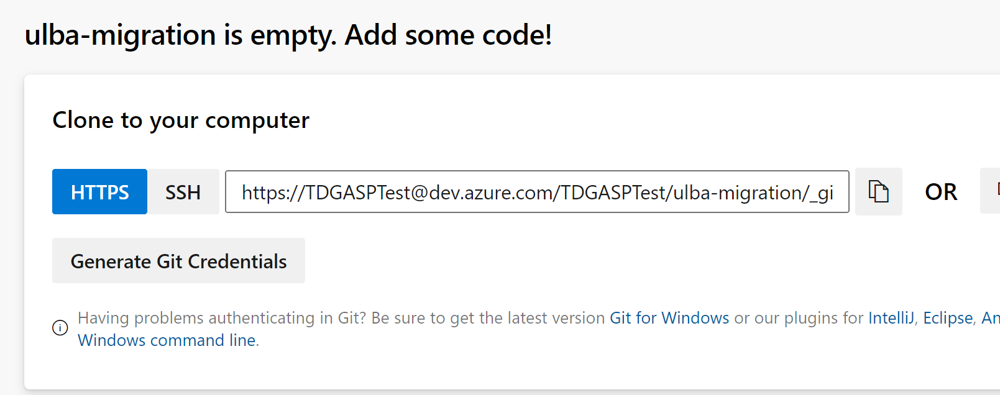 ulba-migration is empty. Add some code!
Clone to your computer
HTTPS SSH https://TDGASPTest@dev.azure.com/TDGASPTest/ulba-migration/_gi OR
Generate Git Credentials
Having problems authenticating in Git? Be sure to get the latest version Git for Windows or our plugins for IntelliJ, Eclipse, An
Windows command line.